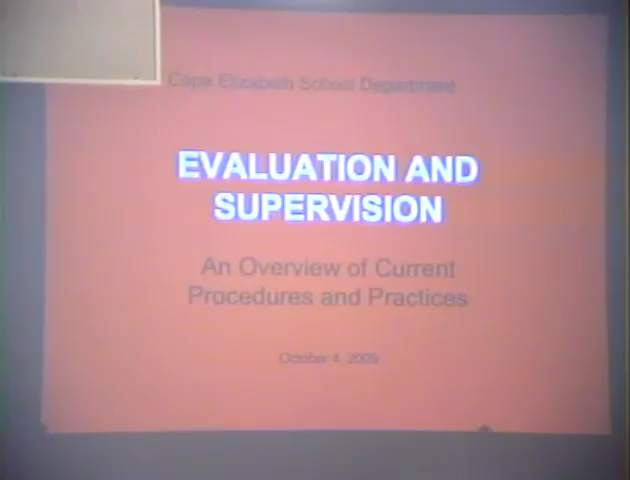 Cape Elizabeth School Department
EVALUATION AND
SUPERVISION
An Overview of Current
Procedures and Practices
October 4, 2005